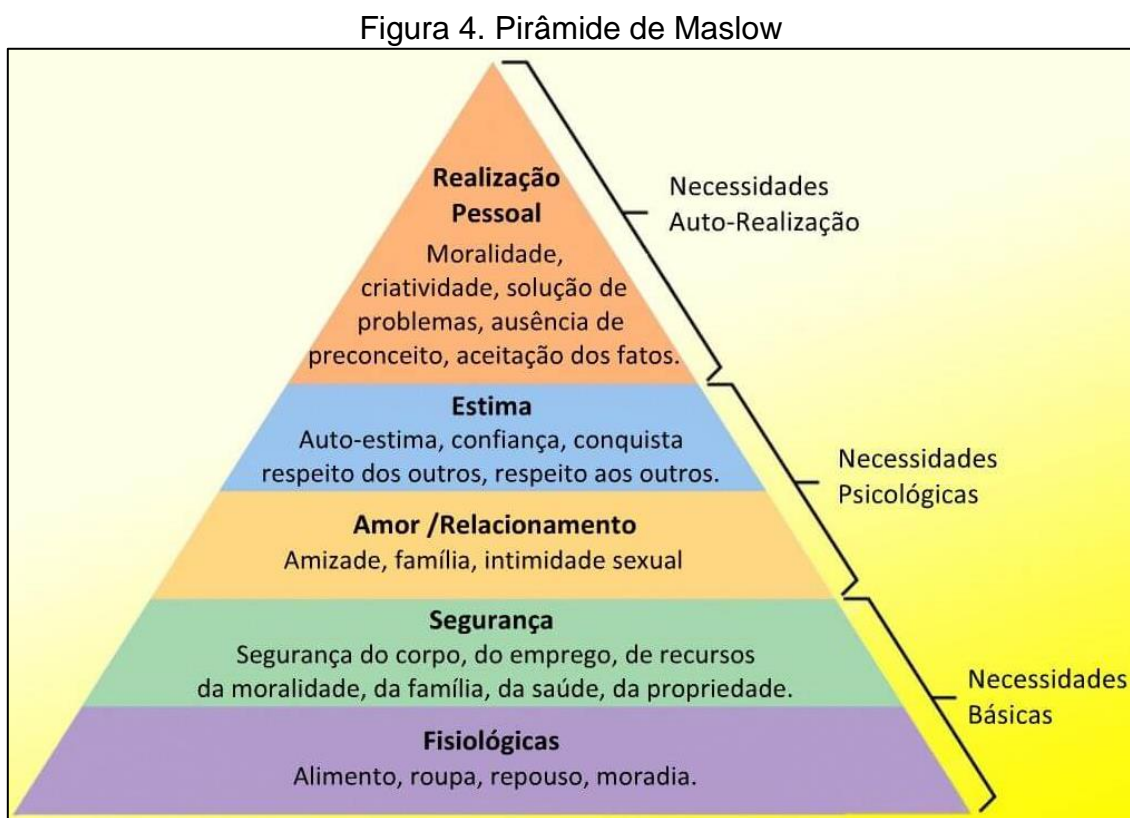 Figura 4. Pirâmide de Maslow
Realização
Pessoal
Moralidade,
criatividade, solução de
problemas, ausência de
preconceito, aceitação dos fatos.
Necessidades
Auto-Realização
Estima
Auto-estima, confiança, conquista
respeito dos outros, respeito aos outros.
Amor /Relacionamento
Amizade, família, intimidade sexual
Necessidades
Psicológicas
Segurança
Segurança do corpo, do emprego, de recursos
da moralidade, da família, da saúde, da propriedade.
Fisiológicas
Alimento, roupa, repouso, moradia.
Necessidades
Básicas